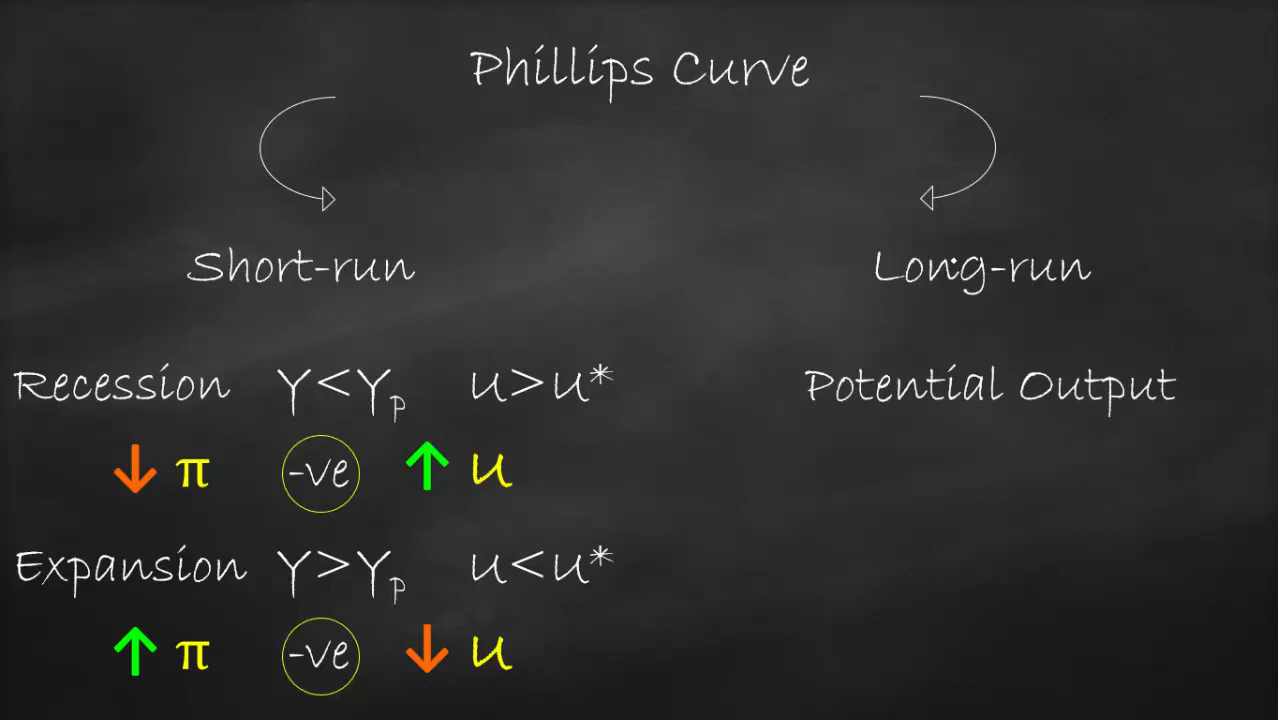 Phillips Curve
Short-run
Long-run
Recession Y<Yp u>u*
Potential Output
↓ π -ve ↑ u
Expansion Y>Yp u<u*
↑ π -ve ↓ u